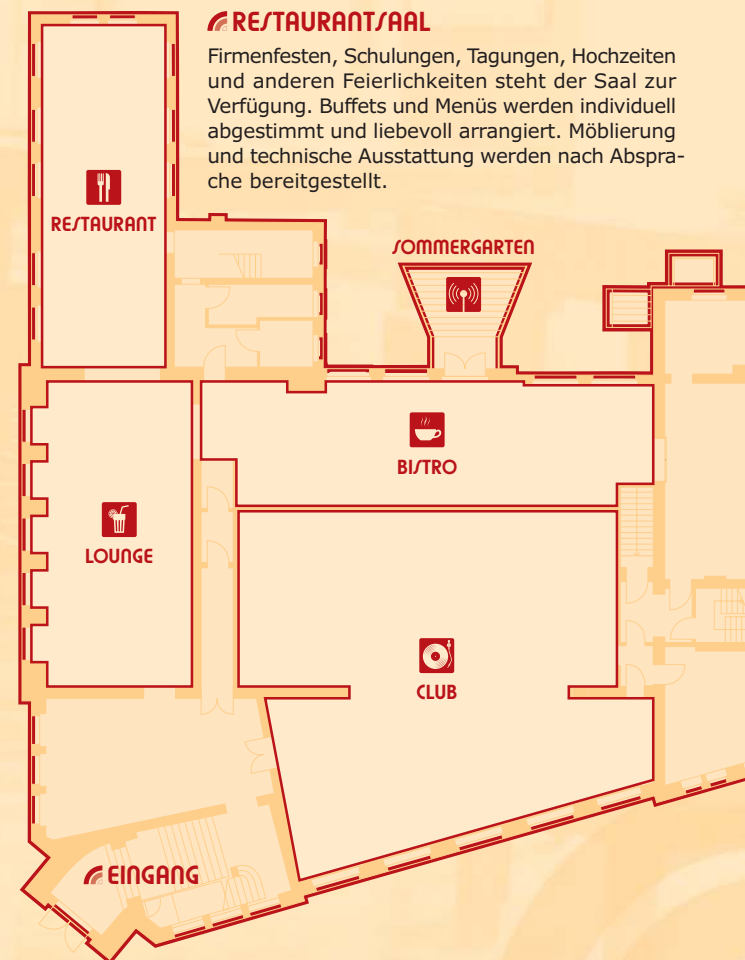 RESTAURANTSAAL
Firmenfesten, Schulungen, Tagungen, Hochzeiten
und anderen Feierlichkeiten steht der Saal zur
Verfügung. Buffets und Menüs werden individuell
abgestimmt und liebevoll arrangiert. Möblierung
und technische Ausstattung werden nach Abspra-
che bereitgestellt.
RESTAURANT
SOMMERGARTEN
BISTRO
LOUNGE
CLUB
EINGANG